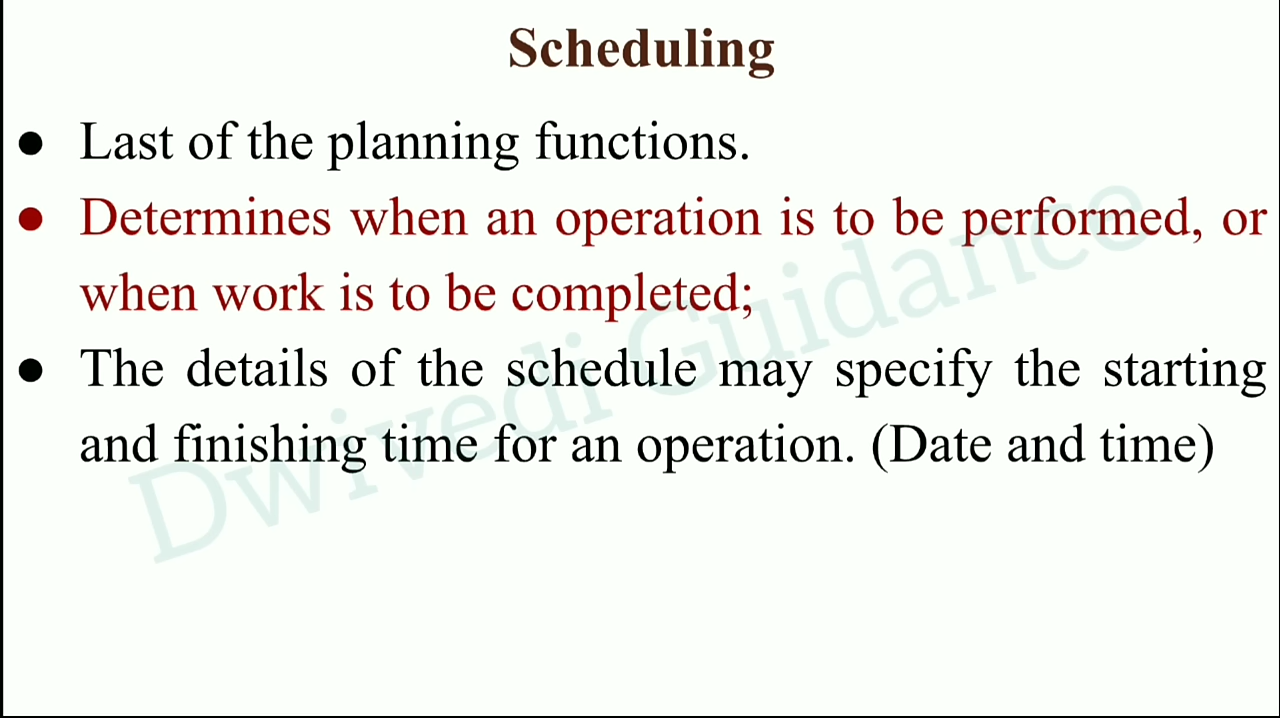 Scheduling
● Last of the planning functions.
● Determines when an operation is to be performed, or
when work is to be completed;
● The details of the schedule may specify the starting
and finishing time for an operation. (Date and time)
Dwivedi Guidance